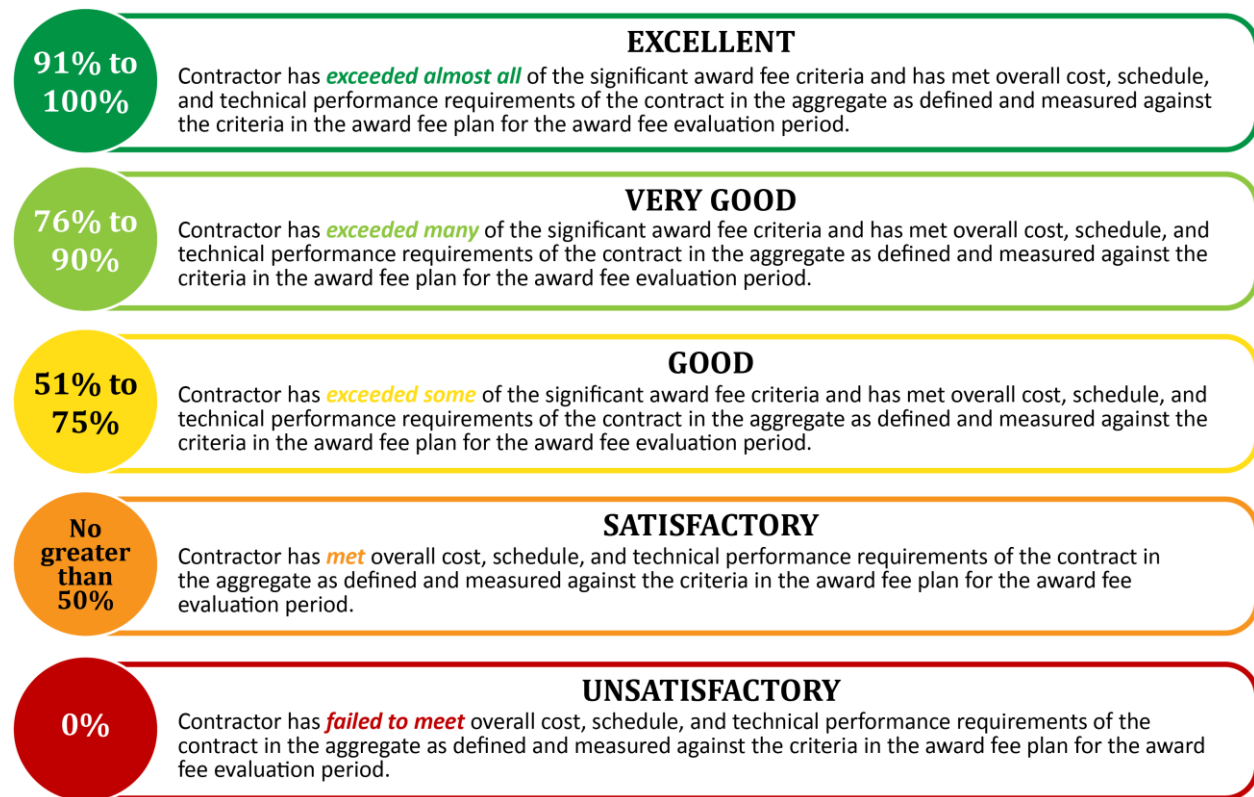 91% to
100%
EXCELLENT
Contractor has exceeded almost all of the significant award fee criteria and has met overall cost, schedule,
and technical performance requirements of the contract in the aggregate as defined and measured against
the criteria in the award fee plan for the award fee evaluation period.
76% to
90%
VERY GOOD
Contractor has exceeded many of the significant award fee criteria and has met overall cost, schedule, and
technical performance requirements of the contract in the aggregate as defined and measured against the
criteria in the award fee plan for the award fee evaluation period.
51% to
75%
GOOD
Contractor has exceeded some of the significant award fee criteria and has met overall cost, schedule, and
technical performance requirements of the contract in the aggregate as defined and measured against the
criteria in the award fee plan for the award fee evaluation period.
No
greater
than
50%
SATISFACTORY
Contractor has met overall cost, schedule, and technical performance requirements of the contract in
the aggregate as defined and measured against the criteria in the award fee plan for the award fee
evaluation period.
0%
UNSATISFACTORY
Contractor has failed to meet overall cost, schedule, and technical performance requirements of the
contract in the aggregate as defined and measured against the criteria in the award fee plan for the award
fee evaluation period.